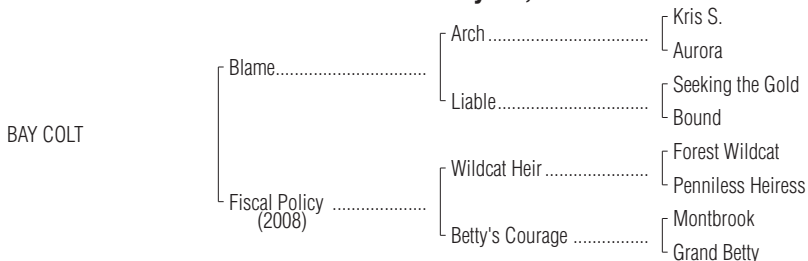 Kris S.
Arch ..................................
Aurora
Blame................................
Seeking the Gold
Liable.................................
Bound
BAY COLT
Forest Wildcat
Wildcat Heir ......................
Penniless Heiress
Fiscal Policy ....................
(2008)
Montbrook
Betty's Courage ................
Grand Betty